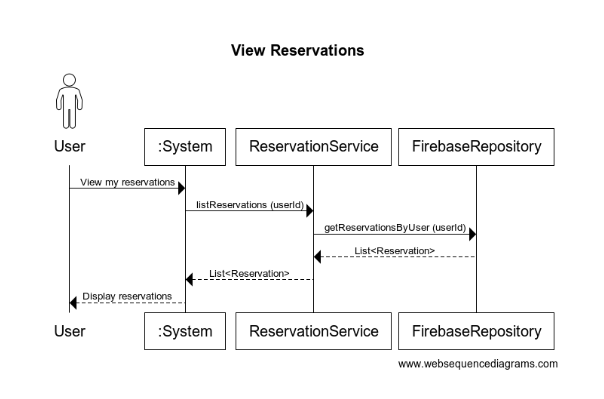 View Reservations
User :System ReservationService FirebaseRepository
View my reservations
listReservations (userId)
getReservationsByUser (userId)
List<Reservation>
List<Reservation>
Display reservations
User :System ReservationService FirebaseRepository
www.websequencediagrams.com